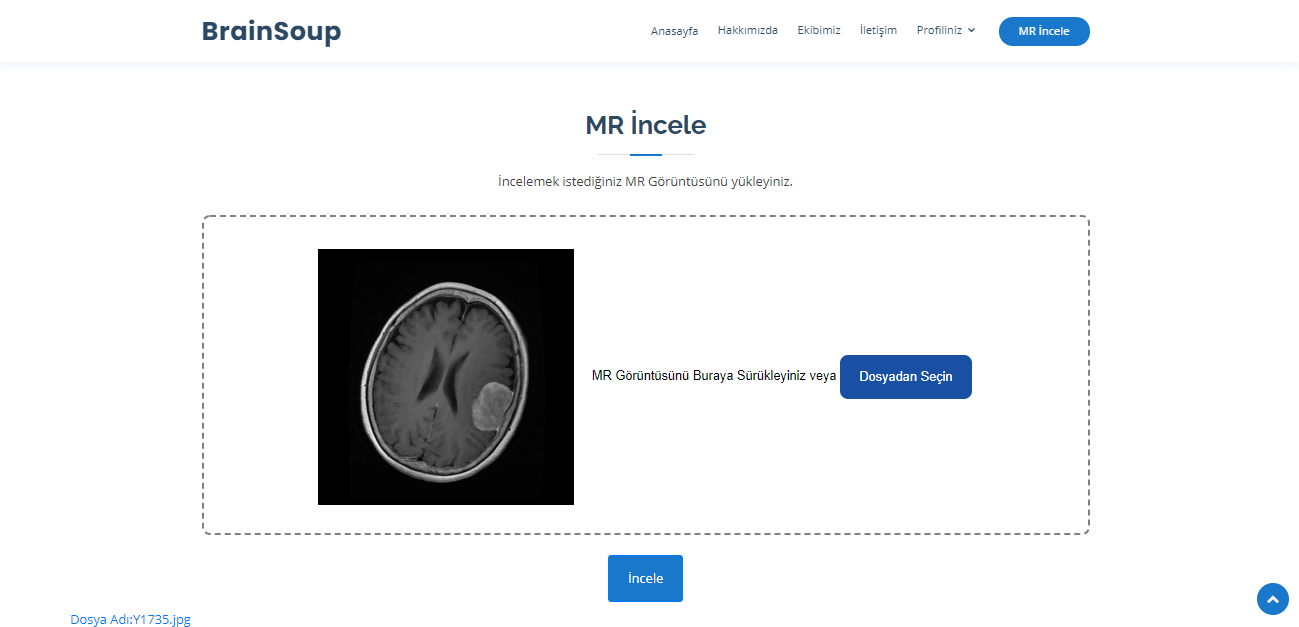 BrainSoup
Anasayfa Hakkımızda Ekibimiz İletişim Profiliniz MR İncele
MR İncele
İncelemek istediğiniz MR Görüntüsünü yükleyiniz.
MR Görüntüsünü Buraya Sürükleyiniz veya Dosyadan Seçin
İncele
Dosya Adı:Y1735.jpg